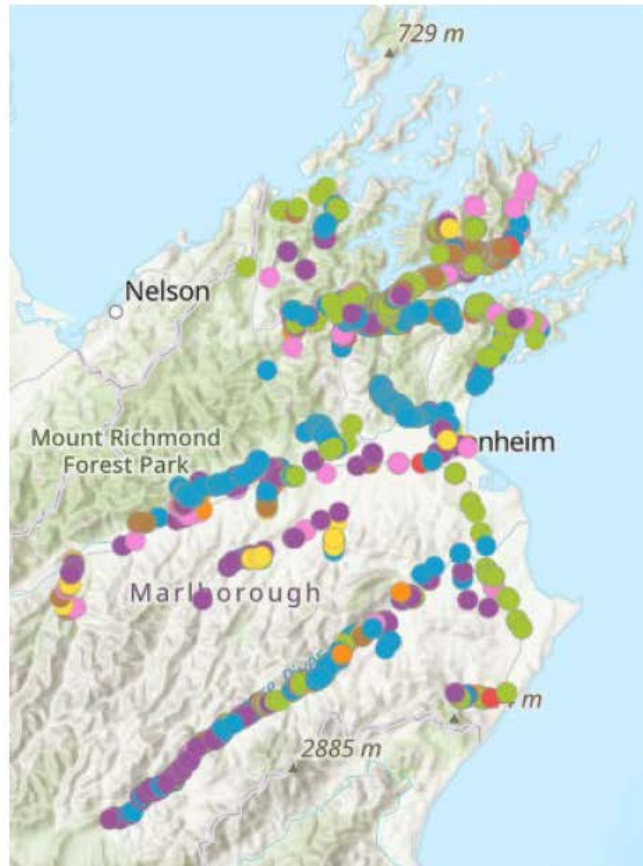 729 m
Nelson
Mount Richmond
Forest Park
nheim
Marlborough
2885 m